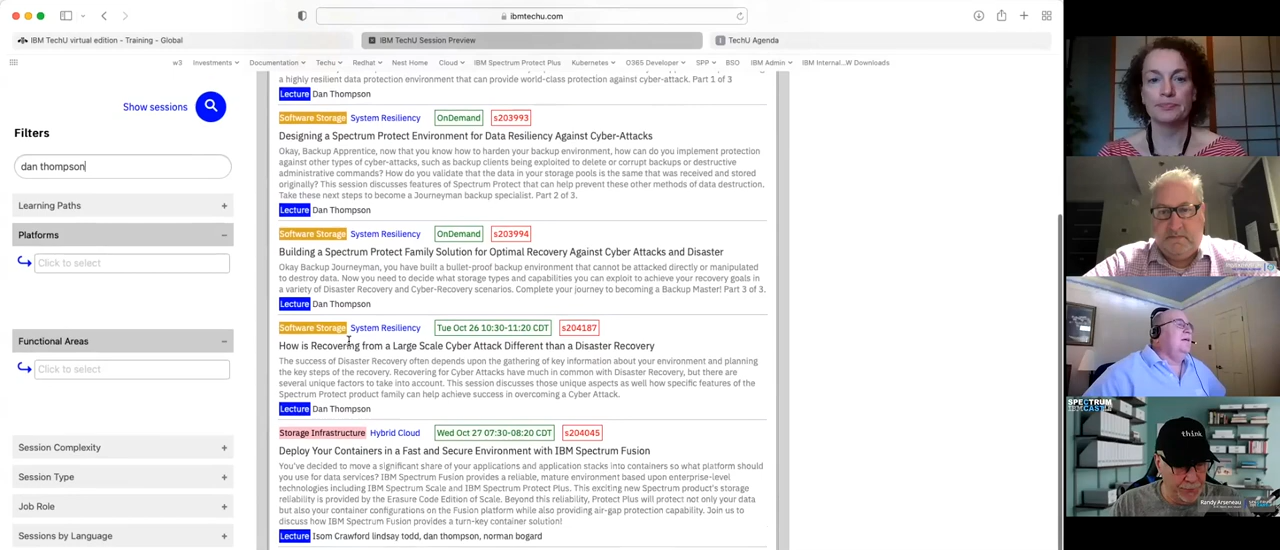 ibmtechu.com
IBM TechU virtual edition - Training - Global
IBM TechU Session Preview
TechU Agenda
w3 Investments Documentation Techu Redhat Nest Home Cloud IBM Spectrum Protect Plus Kubernetes O365 Developer SPP BSO IBM Admin IBM Internal...W Downloads
Show sessions
Filters
dan thompson
Learning Paths +
Platforms −
Click to select
Functional Areas −
Click to select
Session Complexity +
Session Type +
Job Role +
Sessions by Language +
a highly resilient data protection environment that can provide world-class protection against cyber-attack. Part 1 of 3
Lecture Dan Thompson
Software Storage System Resiliency OnDemand s203993
Designing a Spectrum Protect Environment for Data Resiliency Against Cyber-Attacks
Okay, Backup Apprentice, now that you know how to harden your backup environment, how can do you implement protection
against other types of cyber-attacks, such as backup clients being exploited to delete or corrupt backups or destructive
administrative commands? How do you validate that the data in your storage pools is the same that was received and stored
originally? This session discusses features of Spectrum Protect that can help prevent these other methods of data destruction.
Take these next steps to become a Journeyman backup specialist. Part 2 of 3.
Lecture Dan Thompson
Software Storage System Resiliency OnDemand s203994
Building a Spectrum Protect Family Solution for Optimal Recovery Against Cyber Attacks and Disaster
Okay Backup Journeyman, you have built a bullet-proof backup environment that cannot be attacked directly or manipulated
to destroy data. Now you need to decide what storage types and capabilities you can exploit to achieve your recovery goals in
a variety of Disaster Recovery and Cyber-Recovery scenarios. Complete your journey to becoming a Backup Master! Part 3 of 3.
Lecture Dan Thompson
Software Storage System Resiliency Tue Oct 26 10:30-11:20 CDT s204187
How is Recovering from a Large Scale Cyber Attack Different than a Disaster Recovery
The success of Disaster Recovery often depends upon the gathering of key information about your environment and planning
the key steps of the recovery. Recovering for Cyber Attacks have much in common with Disaster Recovery, but there are
several unique factors to take into account. This session discusses those unique aspects as well how specific features of the
Spectrum Protect product family can help achieve success in overcoming a Cyber Attack.
Lecture Dan Thompson
Storage Infrastructure Hybrid Cloud Wed Oct 27 07:30-08:20 CDT s204045
Deploy Your Containers in a Fast and Secure Environment with IBM Spectrum Fusion
You've decided to move a significant share of your applications and application stacks into containers so what platform should
you use for data services? IBM Spectrum Fusion provides a reliable, mature environment based upon enterprise-level
technologies including IBM Spectrum Scale and IBM Spectrum Protect Plus. This exciting new Spectrum product's storage
reliability is provided by the Erasure Code Edition of Scale. Beyond this reliability, Protect Plus will protect not only your data
but also your container configurations on the Fusion platform while also providing air-gap protection capability. Join us to
discuss how IBM Spectrum Fusion provides a turn-key container solution!
Lecture Isom Crawford lindsay todd, dan thompson, norman bogard
SPECTRUM
IBMCAST
think
Randy Arseneau